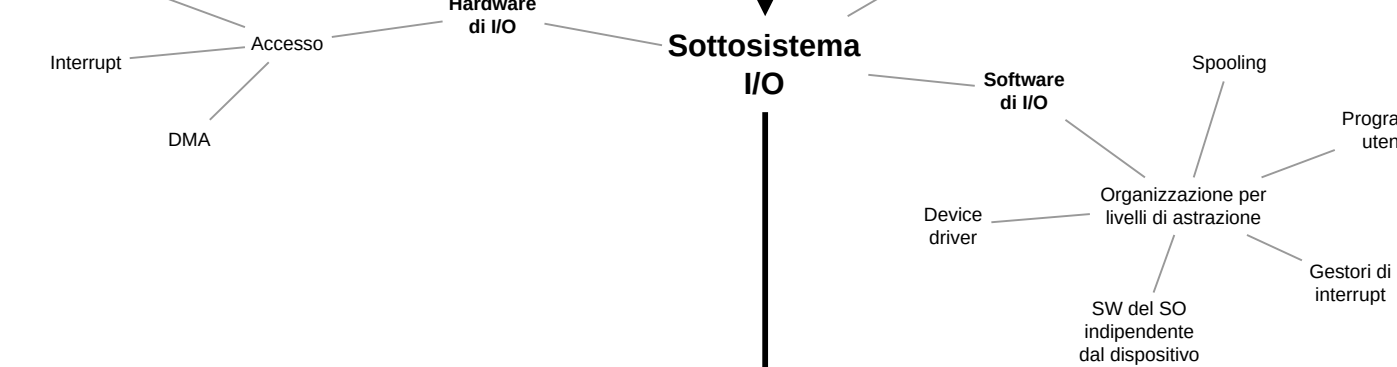 Hardware
di I/O
Accesso
Interrupt
DMA
Sottosistema
I/O
Software
di I/O
Spooling
Organizzazione per
livelli di astrazione
Device
driver
Gestori di
interrupt
SW del SO
indipendente
dal dispositivo